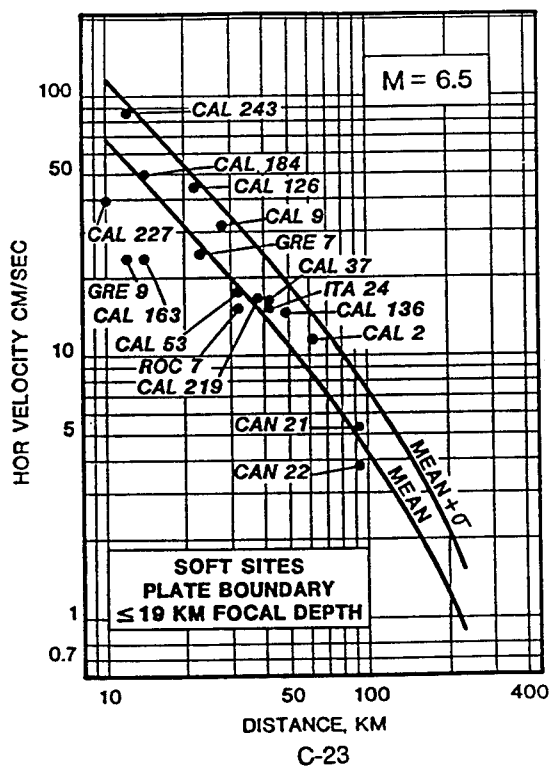 100
50
10
5
1
0.7
HOR VELOCITY CM/SEC
M = 6.5
CAL 243
CAL 184
CAL 126
CAL 9
CAL 227
GRE 7
CAL 37
GRE 9
ITA 24
CAL 163
CAL 136
CAL 53
CAL 2
ROC 7
CAL 219
CAN 21
CAN 22
MEAN + σ
MEAN
SOFT SITES
PLATE BOUNDARY
≤ 19 KM FOCAL DEPTH
10 50 100 400
DISTANCE, KM
C-23